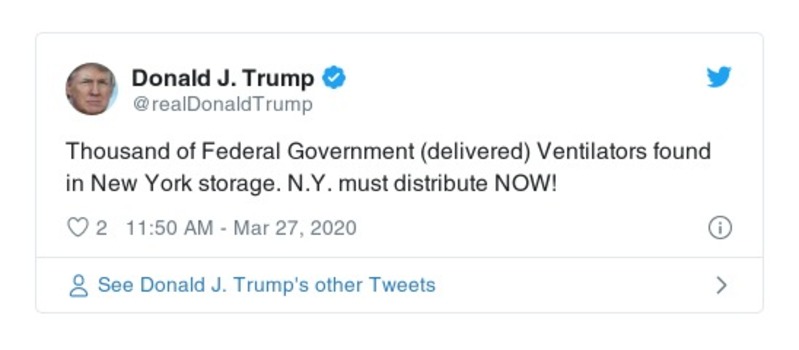 Donald J. Trump
@realDonaldTrump
Thousand of Federal Government (delivered) Ventilators found
in New York storage. N.Y. must distribute NOW!
2 11:50 AM - Mar 27, 2020
See Donald J. Trump's other Tweets